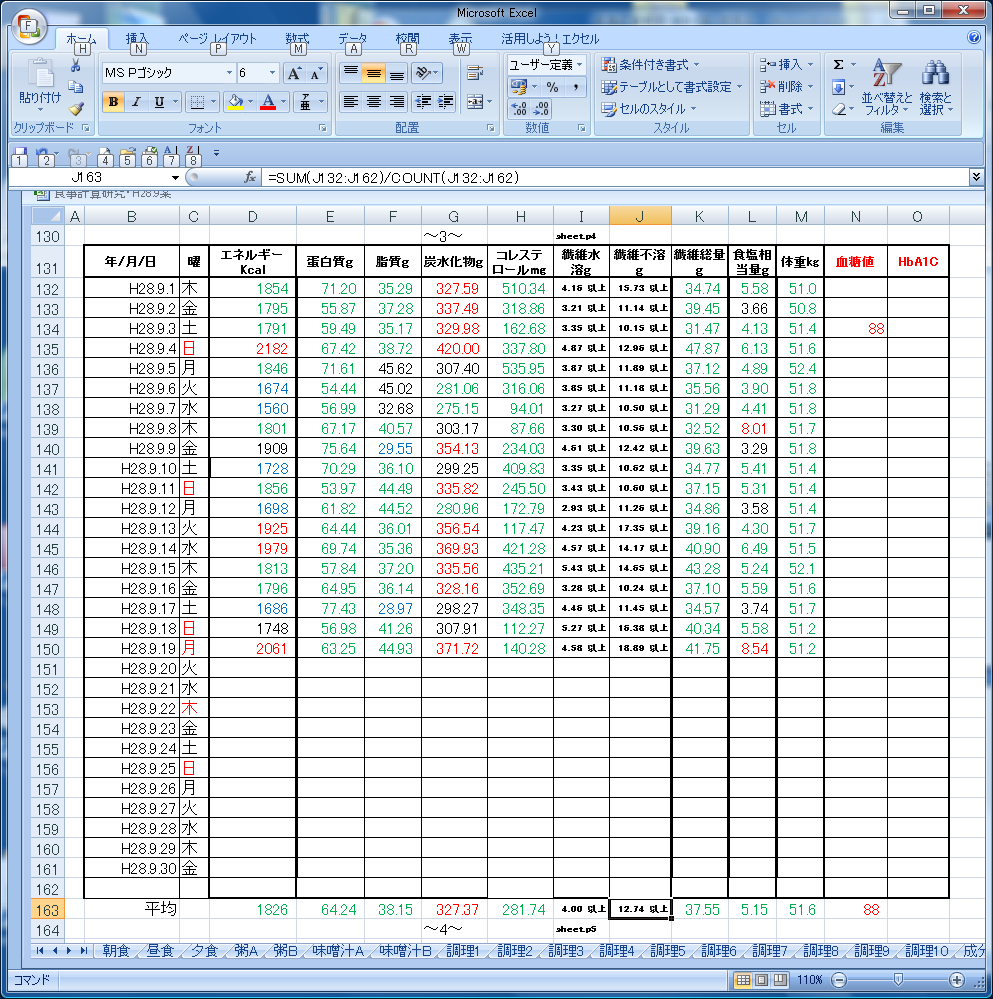 Microsoft Excel
F
ホーム 挿入 ページ レイアウト 数式 データ 校閲 表示 活用しよう！エクセル
H N P M A R W Y
貼り付け MS Pゴシック 6 A A ユーザー定義 条件付き書式 挿入 Σ
B I U A 亜 % , テーブルとして書式設定 削除 並べ替えと フィルタ 検索と 選択
セルのスタイル 書式
クリップボード フォント 配置 数値 スタイル セル 編集
1 2 3 4 5 6 7 8
J163 fx =SUM(J132:J162)/COUNT(J132:J162)
A B C D E F G H I J K L M N O
130 ～3～ sheet.p4
131 年/月/日 曜 エネルギーKcal 蛋白質g 脂質g 炭水化物g コレステロールmg 繊維水溶g 繊維不溶g 繊維総量g 食塩相当量g 体重kg 血糖値 HbA1C
132 H28.9.1 木 1854 71.20 35.29 327.59 510.34 4.16 以上 15.73 以上 34.74 5.58 51.0
133 H28.9.2 金 1795 55.87 37.28 337.49 318.86 3.21 以上 11.14 以上 39.45 3.66 50.8
134 H28.9.3 土 1791 59.49 35.17 329.98 162.68 3.35 以上 10.15 以上 31.47 4.13 51.4 88
135 H28.9.4 日 2182 67.42 38.72 420.00 337.80 4.87 以上 12.96 以上 47.87 6.13 51.6
136 H28.9.5 月 1846 71.61 45.62 307.40 535.95 3.87 以上 11.89 以上 37.12 4.89 52.4
137 H28.9.6 火 1674 54.44 45.02 281.06 316.06 3.85 以上 11.18 以上 35.56 3.90 51.8
138 H28.9.7 水 1560 56.99 32.68 275.15 94.01 3.27 以上 10.50 以上 31.29 4.41 51.8
139 H28.9.8 木 1801 67.17 40.57 303.17 87.66 3.30 以上 10.56 以上 32.52 8.01 51.7
140 H28.9.9 金 1909 75.64 29.55 354.13 234.03 4.61 以上 12.42 以上 39.63 3.29 51.8
141 H28.9.10 土 1728 70.29 36.10 299.25 409.83 3.35 以上 10.62 以上 34.77 5.41 51.4
142 H28.9.11 日 1856 53.97 44.49 335.82 245.50 3.43 以上 10.60 以上 37.15 5.31 51.4
143 H28.9.12 月 1698 61.82 44.52 280.96 172.79 2.93 以上 11.26 以上 34.86 3.58 51.4
144 H28.9.13 火 1925 64.44 36.01 356.54 117.47 4.23 以上 17.35 以上 39.16 4.30 51.7
145 H28.9.14 水 1979 69.74 35.36 369.93 421.28 4.57 以上 14.17 以上 40.90 6.49 51.5
146 H28.9.15 木 1813 57.84 37.20 335.56 435.21 5.43 以上 14.65 以上 43.28 5.24 52.1
147 H28.9.16 金 1796 64.95 36.14 328.16 352.69 3.28 以上 10.24 以上 37.10 5.59 51.6
148 H28.9.17 土 1686 77.43 28.97 298.27 348.35 4.46 以上 11.45 以上 34.57 3.74 51.7
149 H28.9.18 日 1748 56.98 41.26 307.91 112.27 5.27 以上 16.38 以上 40.34 5.58 51.2
150 H28.9.19 月 2061 63.25 44.93 371.72 140.28 4.58 以上 18.89 以上 41.75 8.54 51.2
151 H28.9.20 火
152 H28.9.21 水
153 H28.9.22 木
154 H28.9.23 金
155 H28.9.24 土
156 H28.9.25 日
157 H28.9.26 月
158 H28.9.27 火
159 H28.9.28 水
160 H28.9.29 木
161 H28.9.30 金
162
163 平均 1826 64.24 38.15 327.37 281.74 4.00 以上 12.74 以上 37.55 5.15 51.6 88
164 ～4～ sheet.p5
朝食 昼食 夕食 粥A 粥B 味噌汁A 味噌汁B 調理1 調理2 調理3 調理4 調理5 調理6 調理7 調理8 調理9 調理10 成分
コマンド 110%